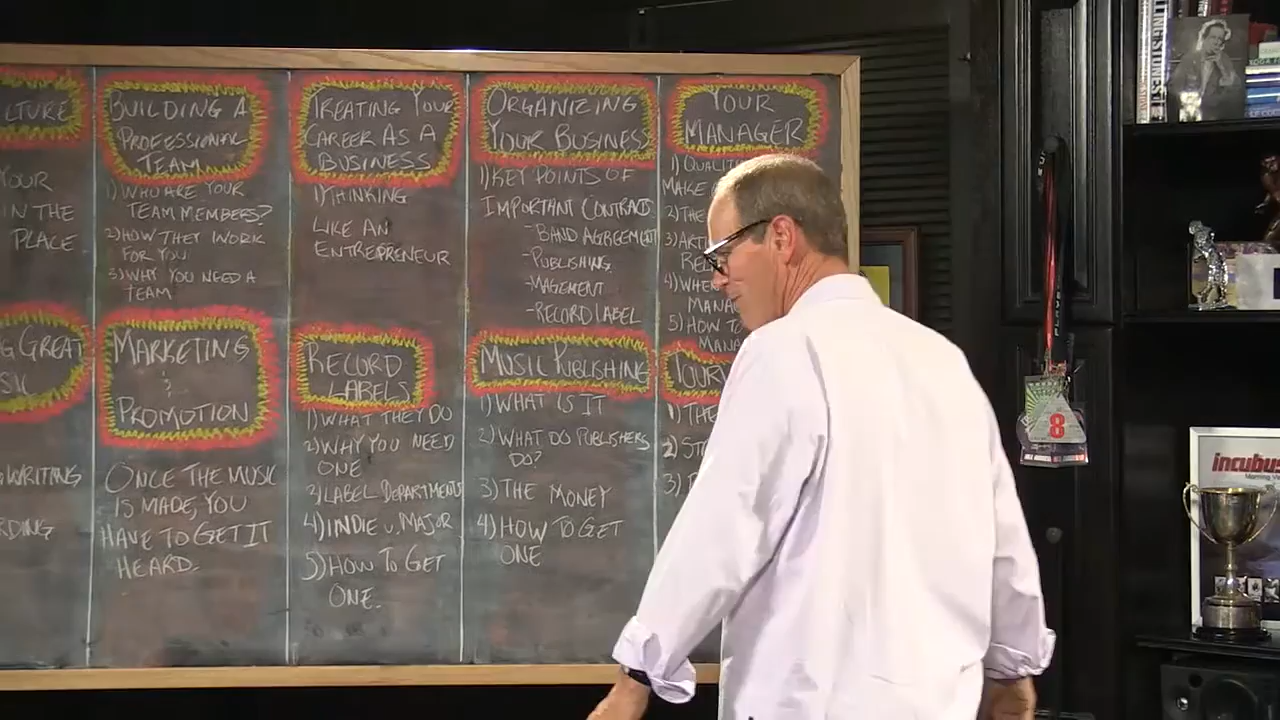 LTURE
YOUR
IN THE
PLACE
G GREAT
SIC
WRITING
RDING
BUILDING A
PROFESSIONAL
TEAM
1) WHO ARE YOUR
TEAM MEMBERS?
2) HOW THEY WORK
FOR YOU
3) WHY YOU NEED A
TEAM
MARKETING
&
PROMOTION
ONCE THE MUSIC
IS MADE, YOU
HAVE TO GET IT
HEARD.
TREATING YOUR
CAREER AS A
BUSINESS
1) THINKING
LIKE AN
ENTREPRENEUR
RECORD
LABELS
1) WHAT THEY DO
2) WHY YOU NEED
ONE
3) LABEL DEPARTMENTS
4) INDIE v. MAJOR
5) HOW TO GET
ONE.
ORGANIZING
YOUR BUSINESS
1) KEY POINTS OF
IMPORTANT CONTRACTS
- BAND AGREEMENT
- PUBLISHING
- MAGEMENT
- RECORD LABEL
MUSIC PUBLISHING
1) WHAT IS IT
2) WHAT DO PUBLISHERS
DO?
3) THE MONEY
4) HOW TO GET
ONE
YOUR
MANAGER
1) QUALIT
MAKE
2) THE
3) ART
RE
4) WHEN
MANA
5) HOW TO
MANA
TOUR
1) THE
2) ST
3)
ROLLING STONES
8
incubus